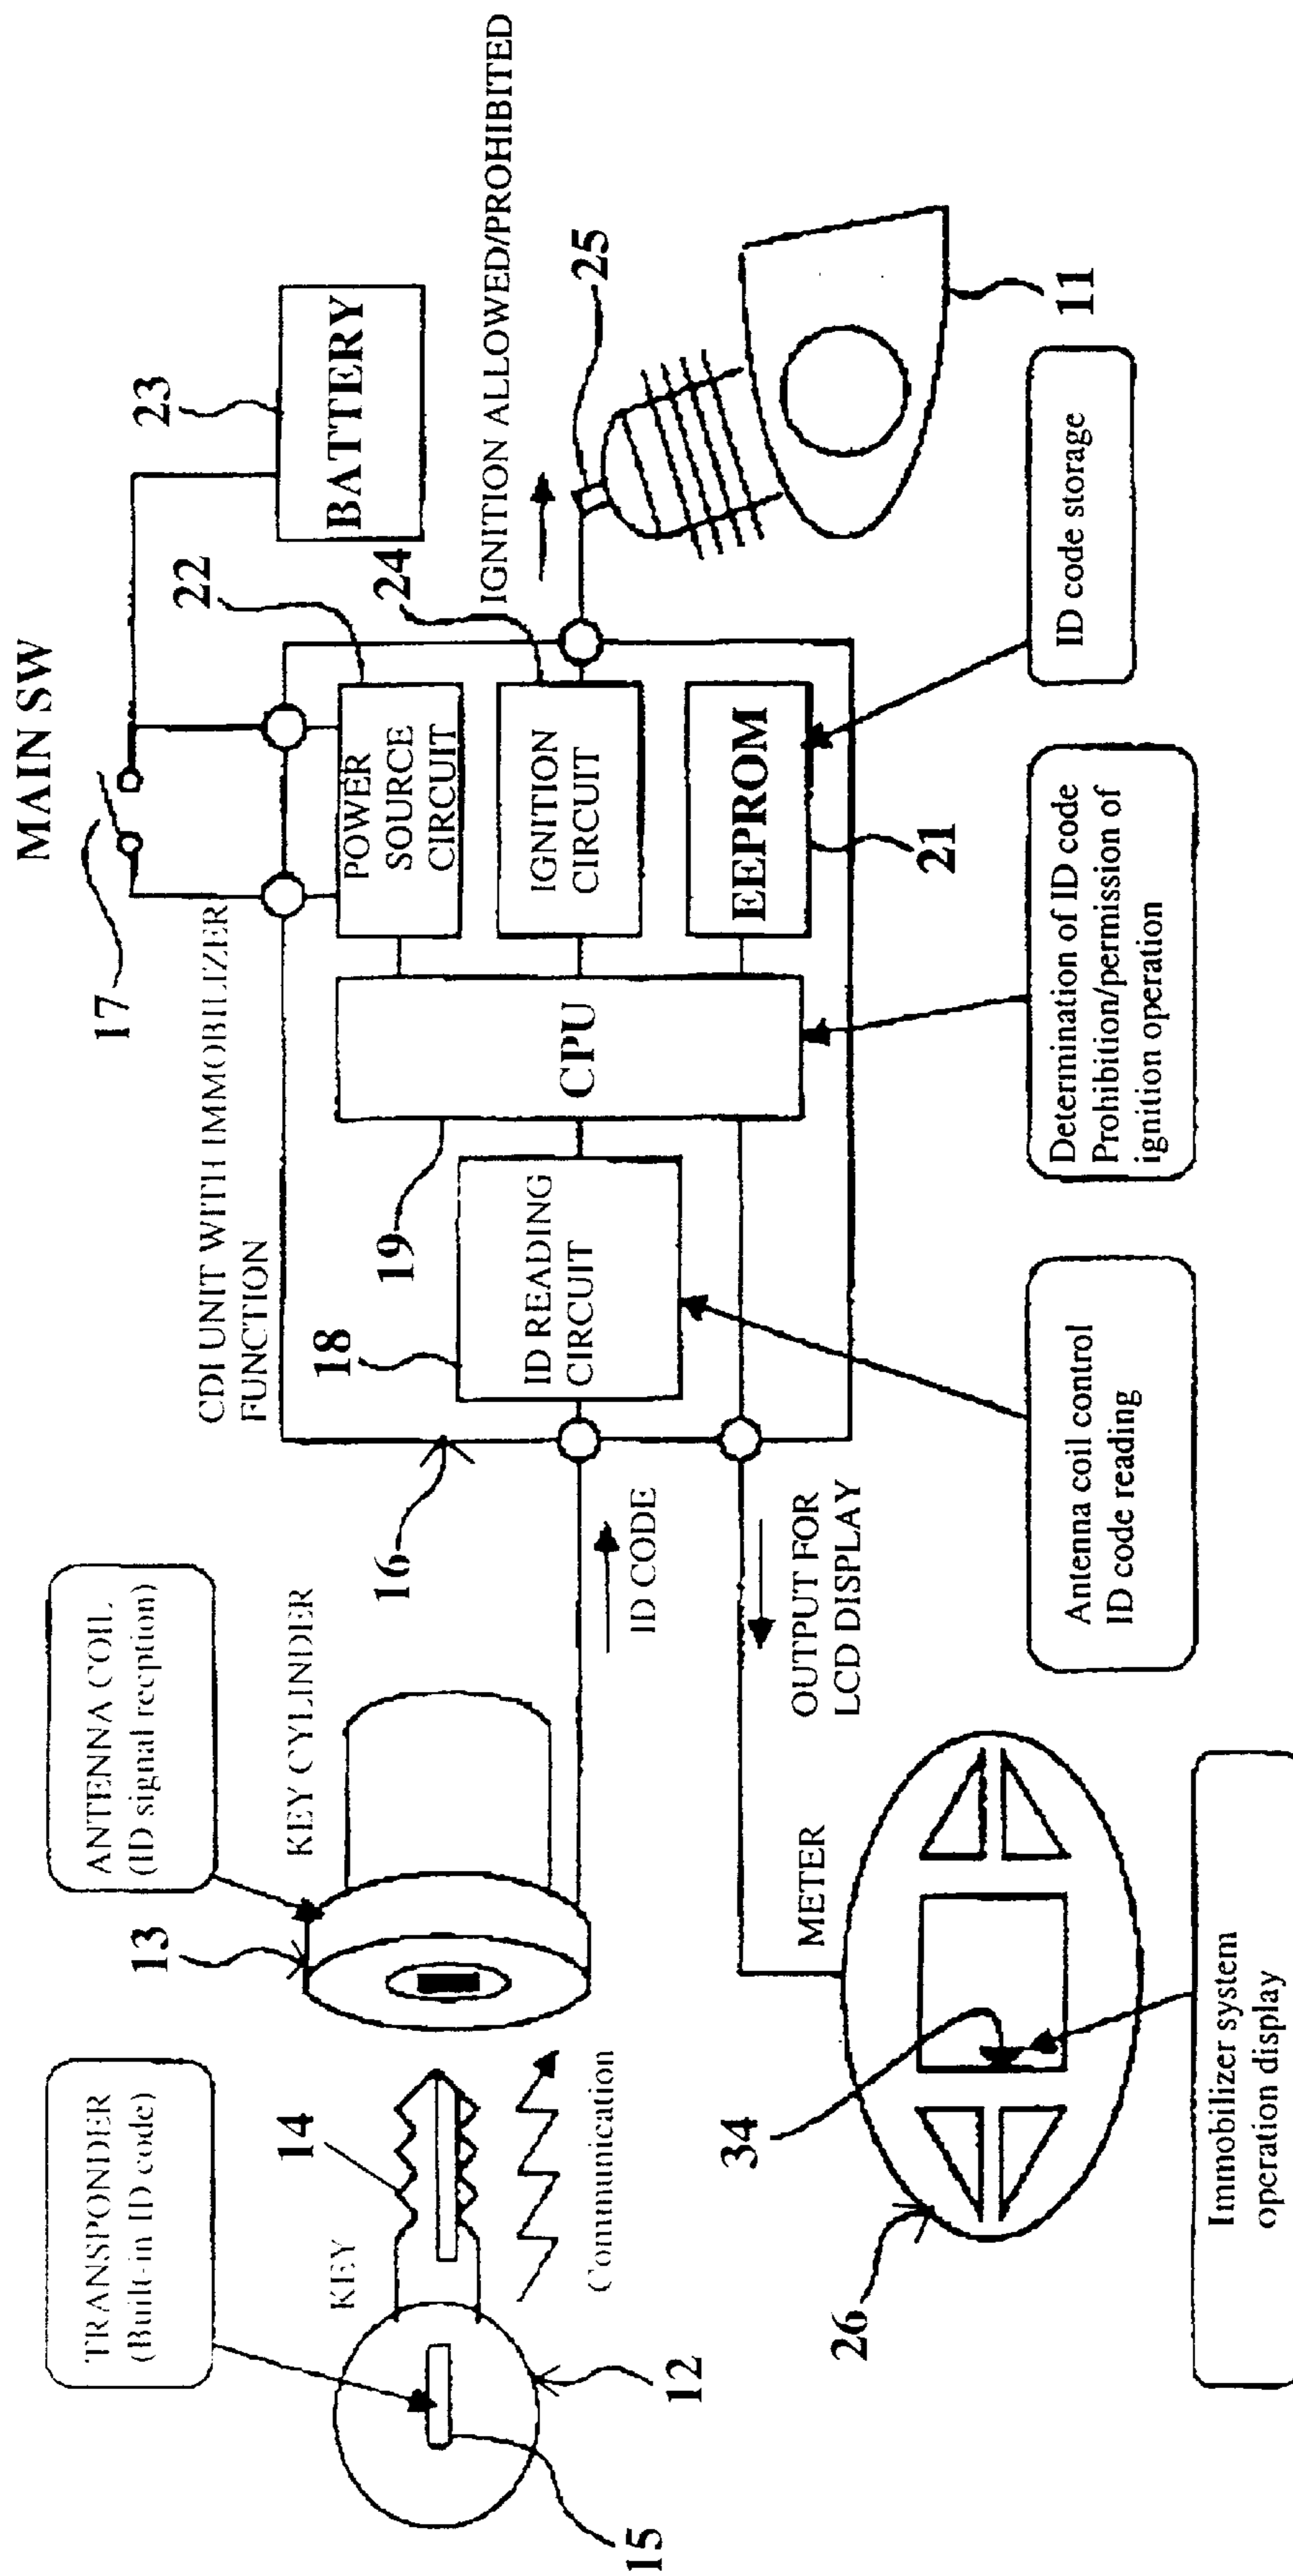 MAIN SW
17
23
BATTERY
TRANSPONDER
(Built-in ID code)
ANTENNA COIL
(ID signal reception)
13
KEY CYLINDER
CDI UNIT WITH IMMOBILIZER
FUNCTION
22
POWER
SOURCE
CIRCUIT
IGNITION ALLOWED/PROHIBITED
KEY
14
16
18
19
24
25
ID READING
CIRCUIT
CPU
IGNITION
CIRCUIT
15
12
Communication
ID CODE
EEPROM
21
11
34
26
METER
OUTPUT FOR
LCD DISPLAY
Immobilizer system
operation display
Antenna coil control
ID code reading
Determination of ID code
Prohibition/permission of
ignition operation
ID code storage